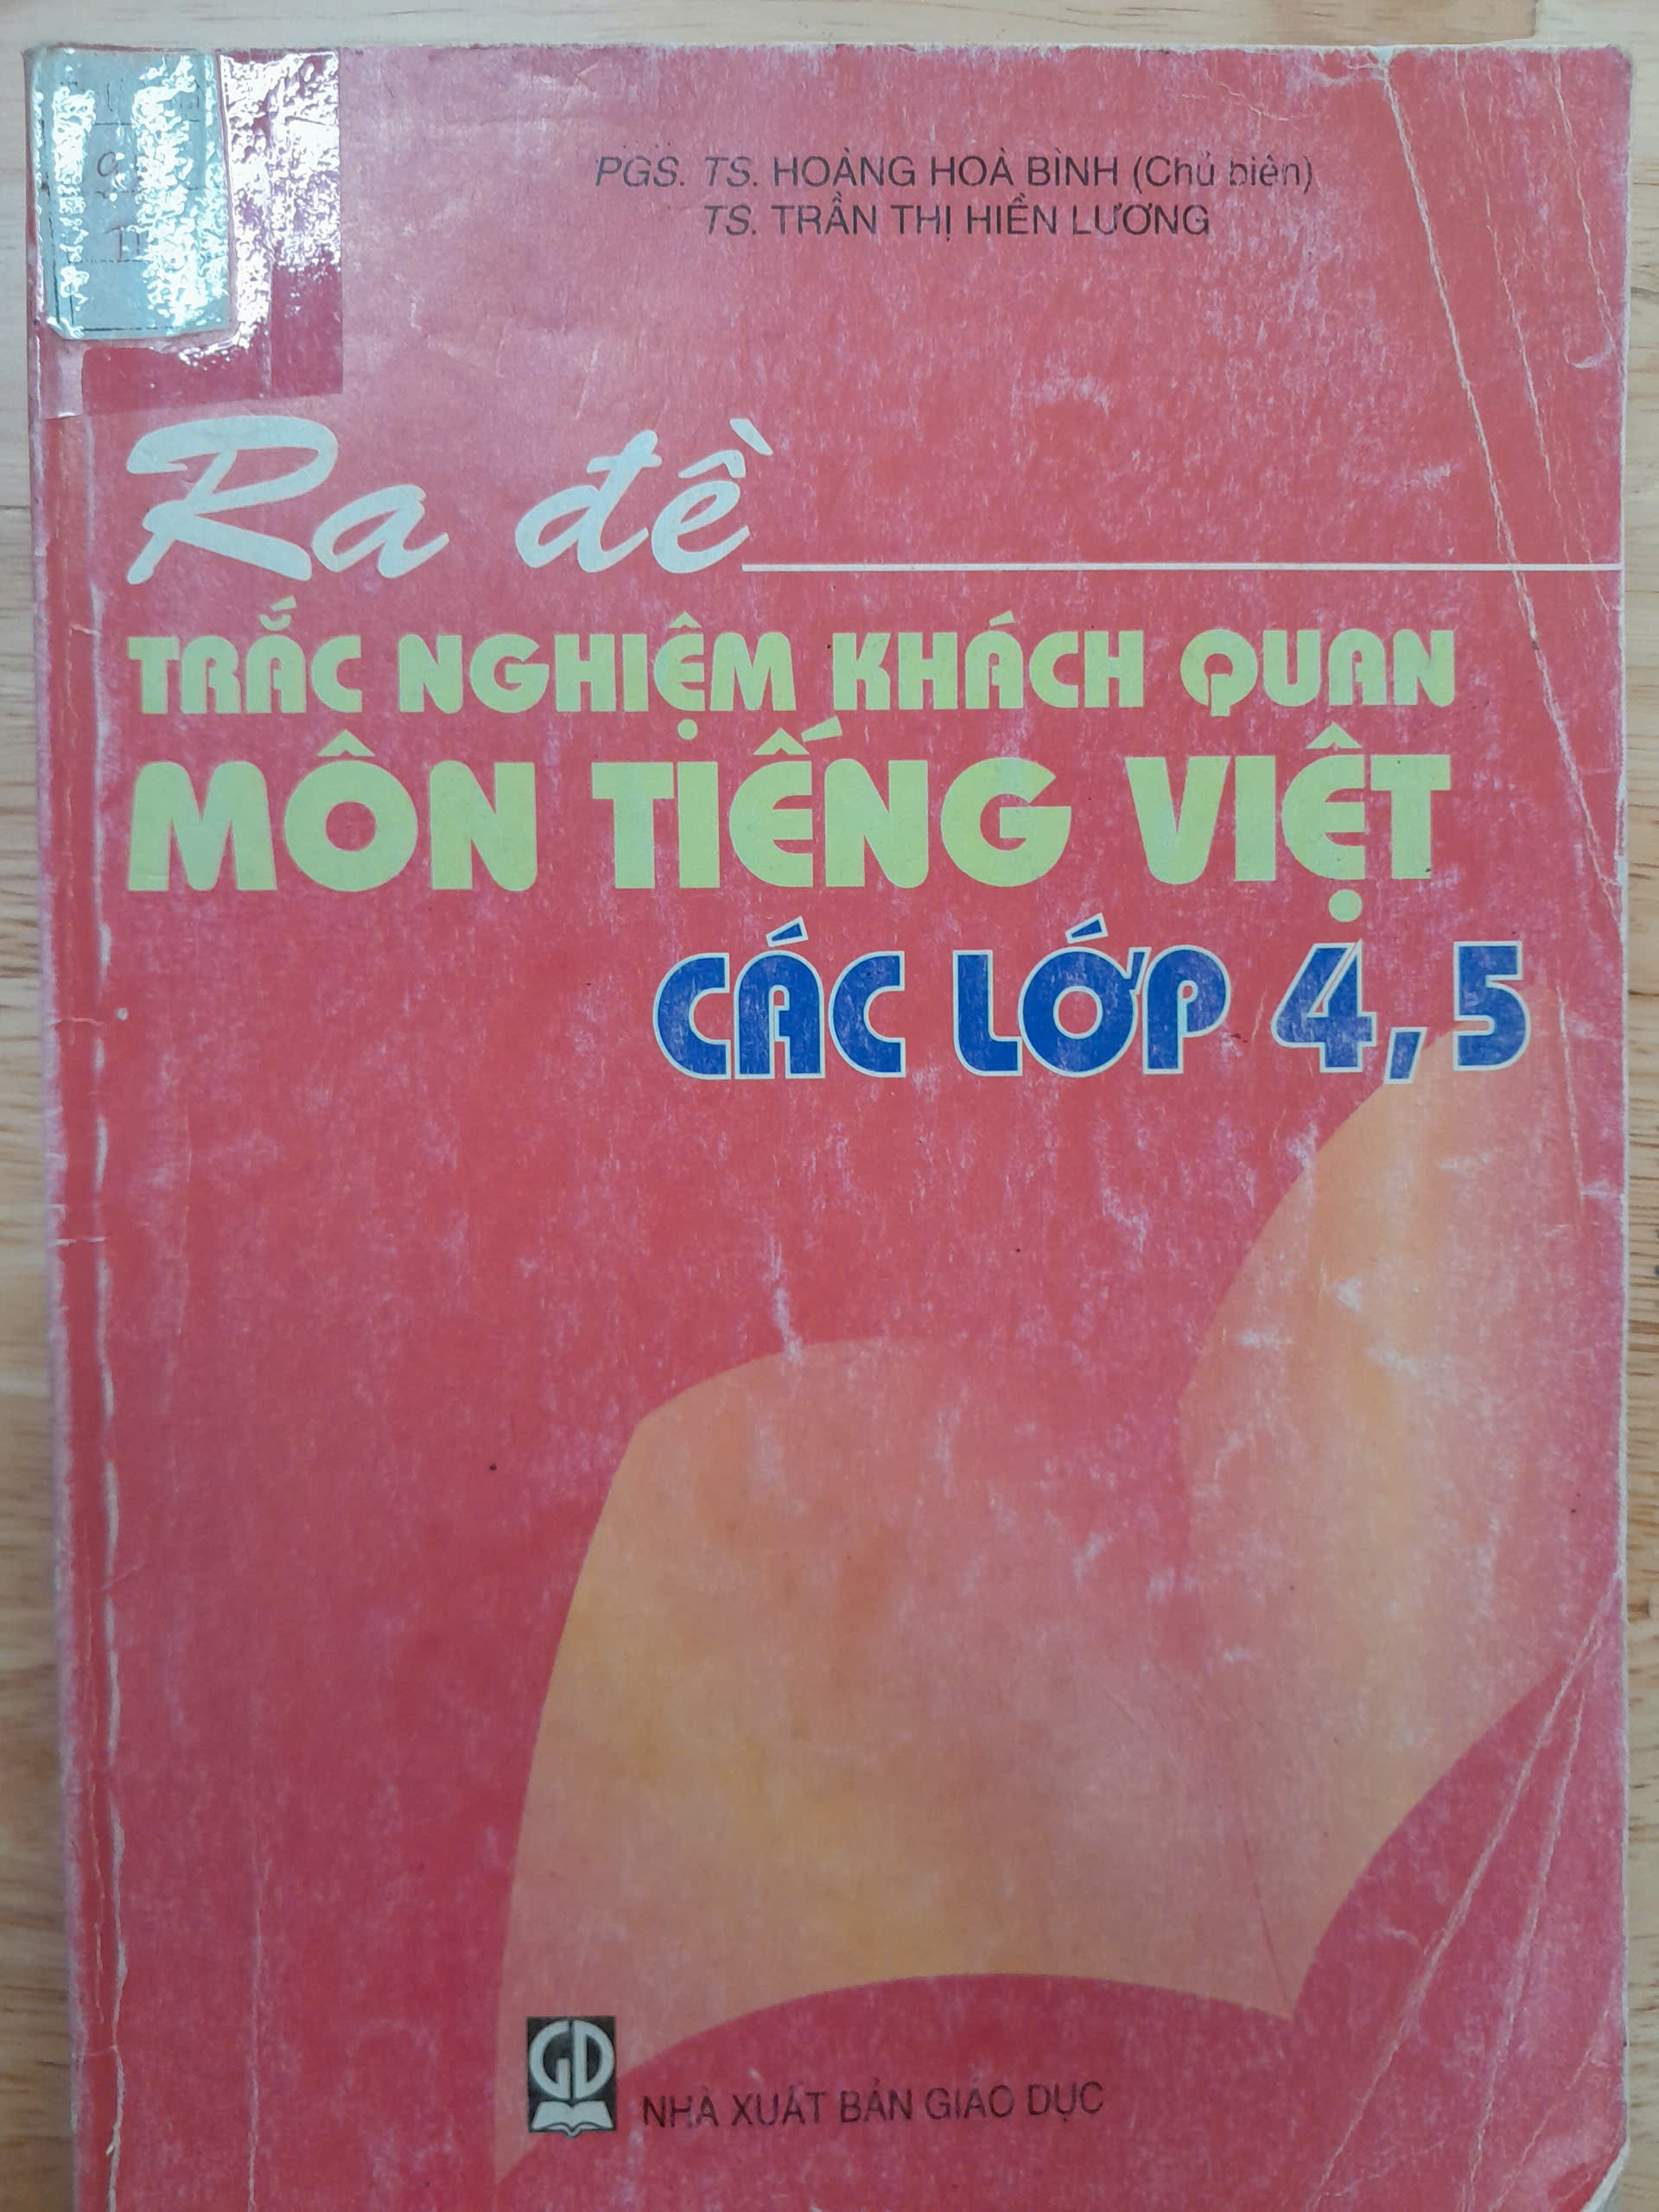 PGS. TS. HOÀNG HOÀ BÌNH (Chủ biên)
TS. TRẦN THỊ HIỀN LƯƠNG
Ra đề
TRẮC NGHIỆM KHÁCH QUAN
MÔN TIẾNG VIỆT
CÁC LỚP 4, 5
GD
NHÀ XUẤT BẢN GIÁO DỤC